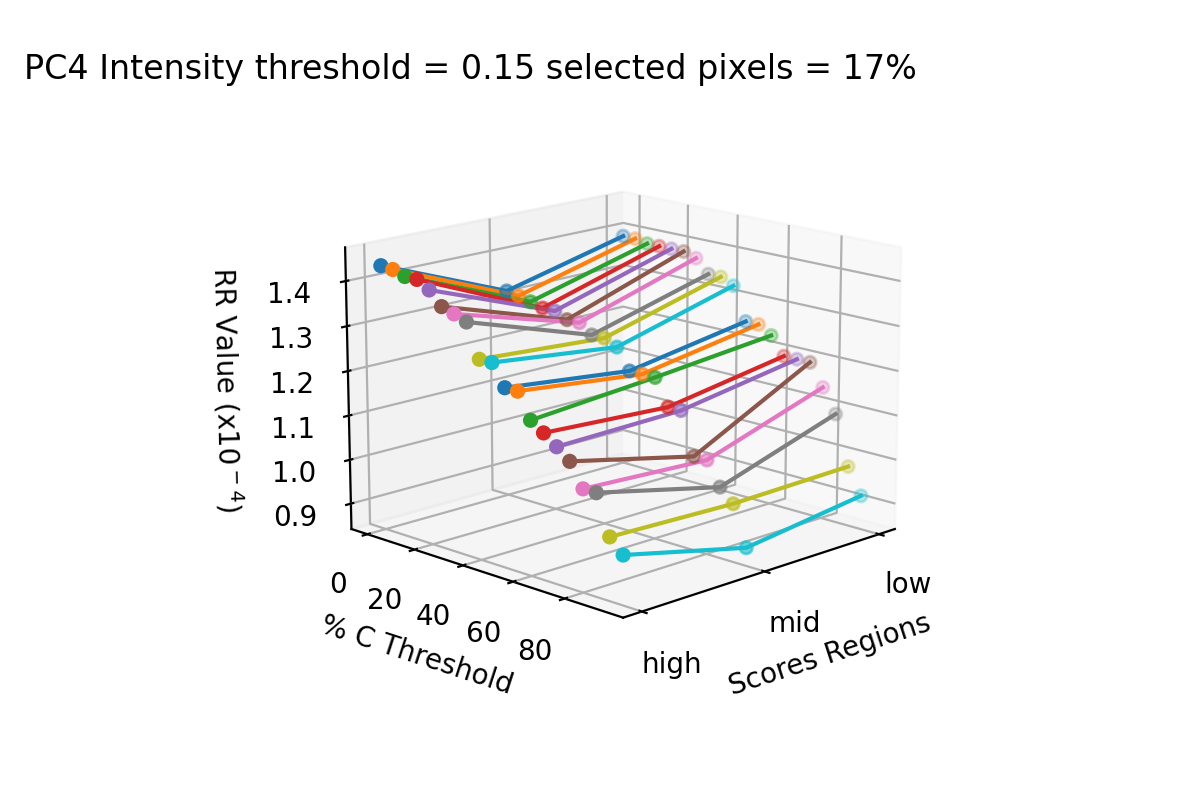 PC4 Intensity threshold = 0.15 selected pixels = 17%
RR Value (x10⁻⁴)
1.4
1.3
1.2
1.1
1.0
0.9
0
20
40
60
80
% C Threshold
high
mid
low
Scores Regions